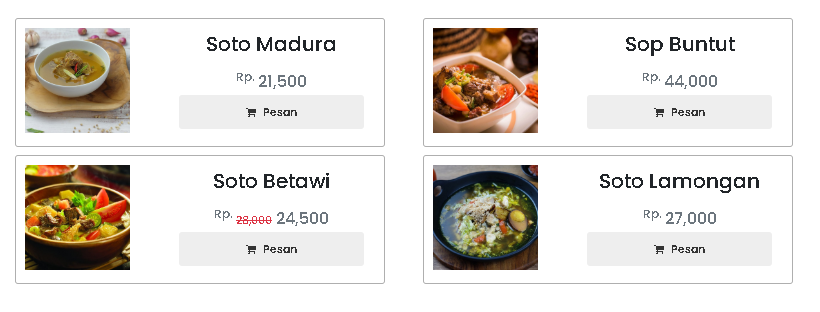 Soto Madura
Rp. 21,500
Pesan
Sop Buntut
Rp. 44,000
Pesan
Soto Betawi
Rp. 28,000 24,500
Pesan
Soto Lamongan
Rp. 27,000
Pesan